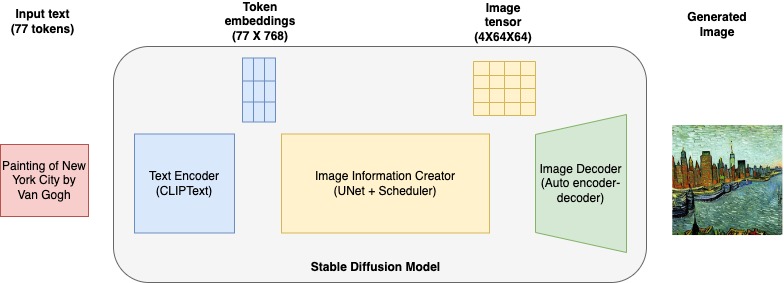 Input text
(77 tokens)
Token
embeddings
(77 X 768)
Image
tensor
(4X64X64)
Generated
Image
Painting of New
York City by
Van Gogh
Text Encoder
(CLIPText)
Image Information Creator
(UNet + Scheduler)
Image Decoder
(Auto encoder-
decoder)
Stable Diffusion Model